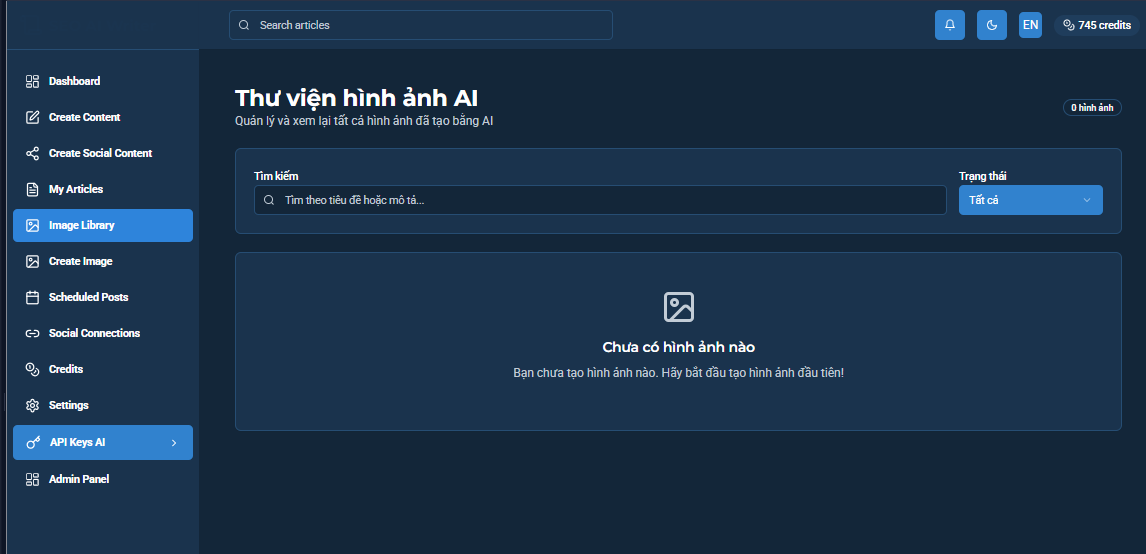 Search articles
EN
745 credits
Dashboard
Create Content
Create Social Content
My Articles
Image Library
Create Image
Scheduled Posts
Social Connections
Credits
Settings
API Keys AI
Admin Panel
Thư viện hình ảnh AI
Quản lý và xem lại tất cả hình ảnh đã tạo bằng AI
0 hình ảnh
Tìm kiếm
Tìm theo tiêu đề hoặc mô tả...
Trạng thái
Tất cả
Chưa có hình ảnh nào
Bạn chưa tạo hình ảnh nào. Hãy bắt đầu tạo hình ảnh đầu tiên!